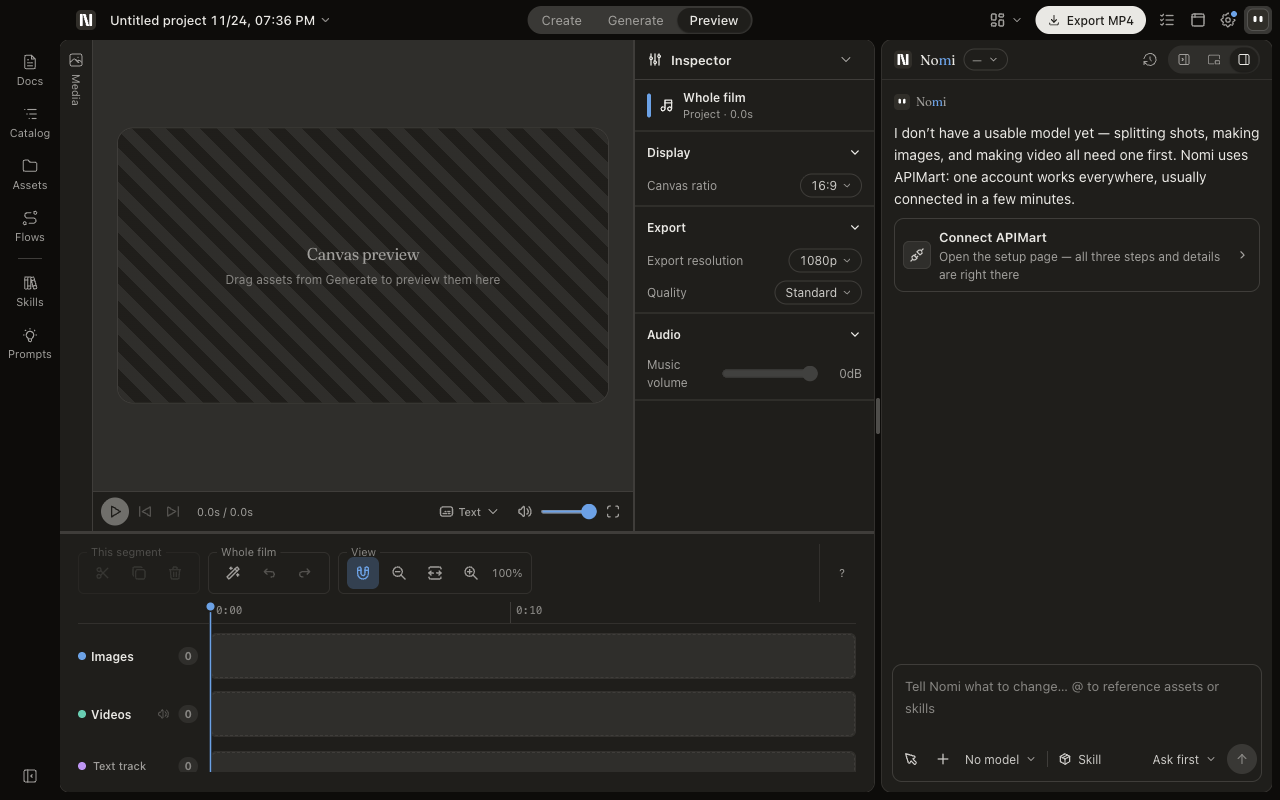 Untitled project 11/24, 07:36 PM
Create
Generate
Preview
Export MP4
Docs
Catalog
Assets
Flows
Skills
Prompts
Media
Canvas preview
Drag assets from Generate to preview them here
0.0s / 0.0s
Text
Inspector
Whole film
Project · 0.0s
Display
Canvas ratio
16:9
Export
Export resolution
1080p
Quality
Standard
Audio
Music
volume
0dB
This segment
Whole film
View
100%
?
0:00
0:10
Images
0
Videos
0
Text track
0
Nomi
—
Nomi
I don’t have a usable model yet — splitting shots, making
images, and making video all need one first. Nomi uses
APIMart: one account works everywhere, usually
connected in a few minutes.
Connect APIMart
Open the setup page — all three steps and details
are right there
Tell Nomi what to change… @ to reference assets or
skills
No model
Skill
Ask first